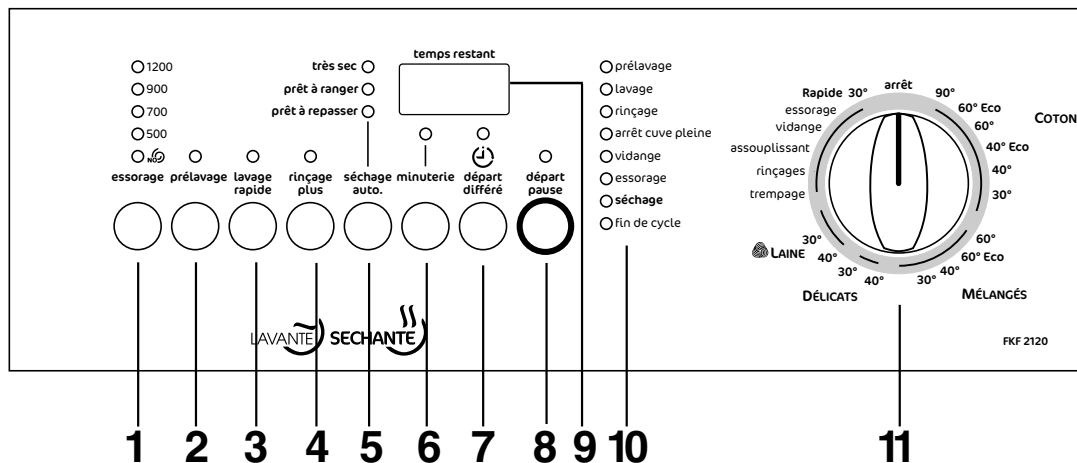 1200
900
700
500
NO
essorage
prélavage
lavage
rapide
rinçage
plus
très sec
prêt à ranger
prêt à repasser
séchage
auto.
minuterie
départ
différé
départ
pause
temps restant
prélavage
lavage
rinçage
arrêt cuve pleine
vidange
essorage
séchage
fin de cycle
arrêt
Rapide 30°
essorage
vidange
assouplissant
rinçages
trempage
90°
60° Eco
60°
40° Eco
40°
30°
COTON
60°
60° Eco
40°
30°
MÉLANGÉS
40°
30°
DÉLICATS
40°
30°
LAINE
LAVANTE SECHANTE
FKF 2120
1 2 3 4 5 6 7 8 9 10 11